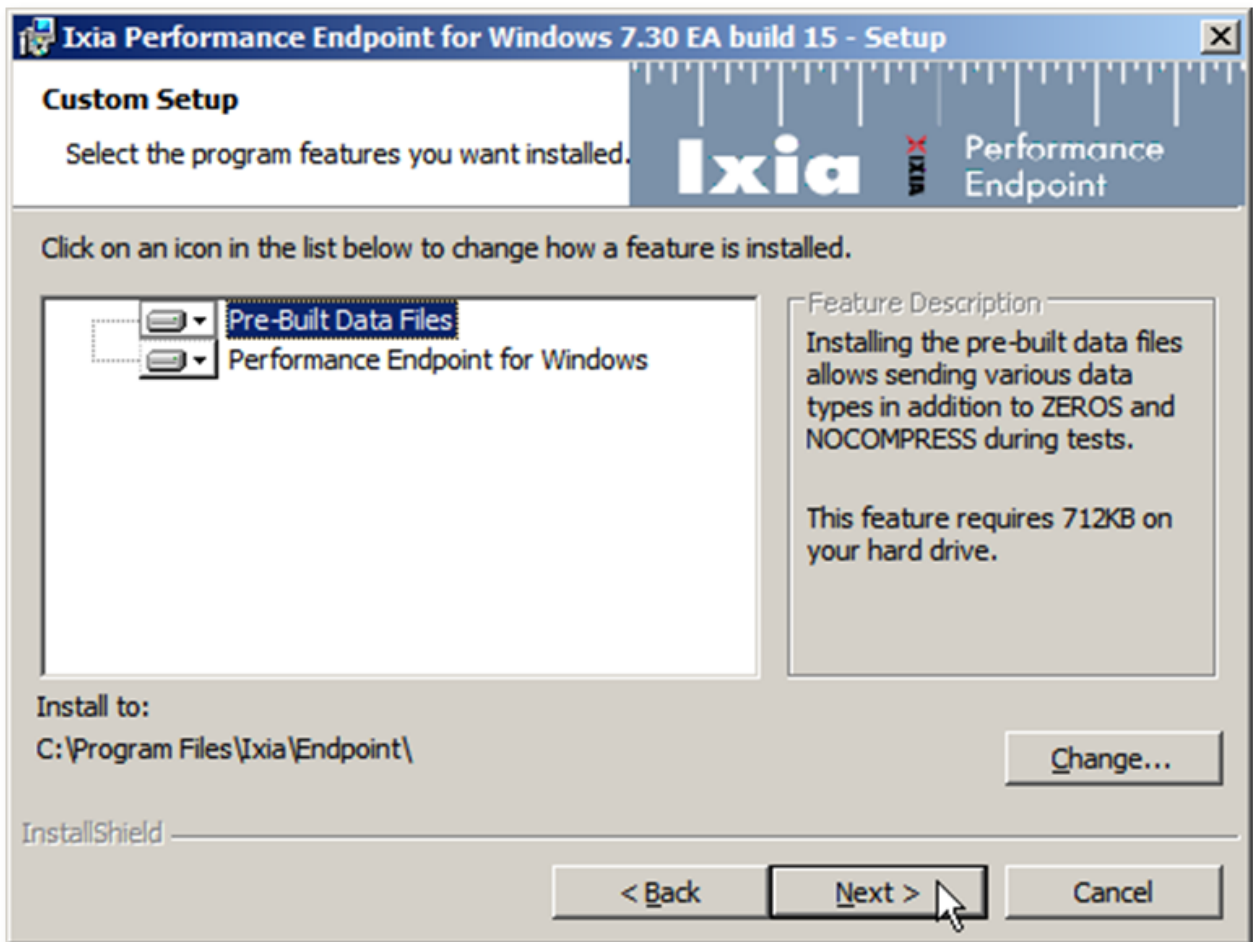 Ixia Performance Endpoint for Windows 7.30 EA build 15 - Setup
Custom Setup
Select the program features you want installed.
Ixia
IXIA
Performance
Endpoint
Click on an icon in the list below to change how a feature is installed.
Pre-Built Data Files
Performance Endpoint for Windows
Feature Description
Installing the pre-built data files
allows sending various data
types in addition to ZEROS and
NOCOMPRESS during tests.
This feature requires 712KB on
your hard drive.
Install to:
C:\Program Files\Ixia\Endpoint\
Change...
InstallShield
< Back
Next >
Cancel